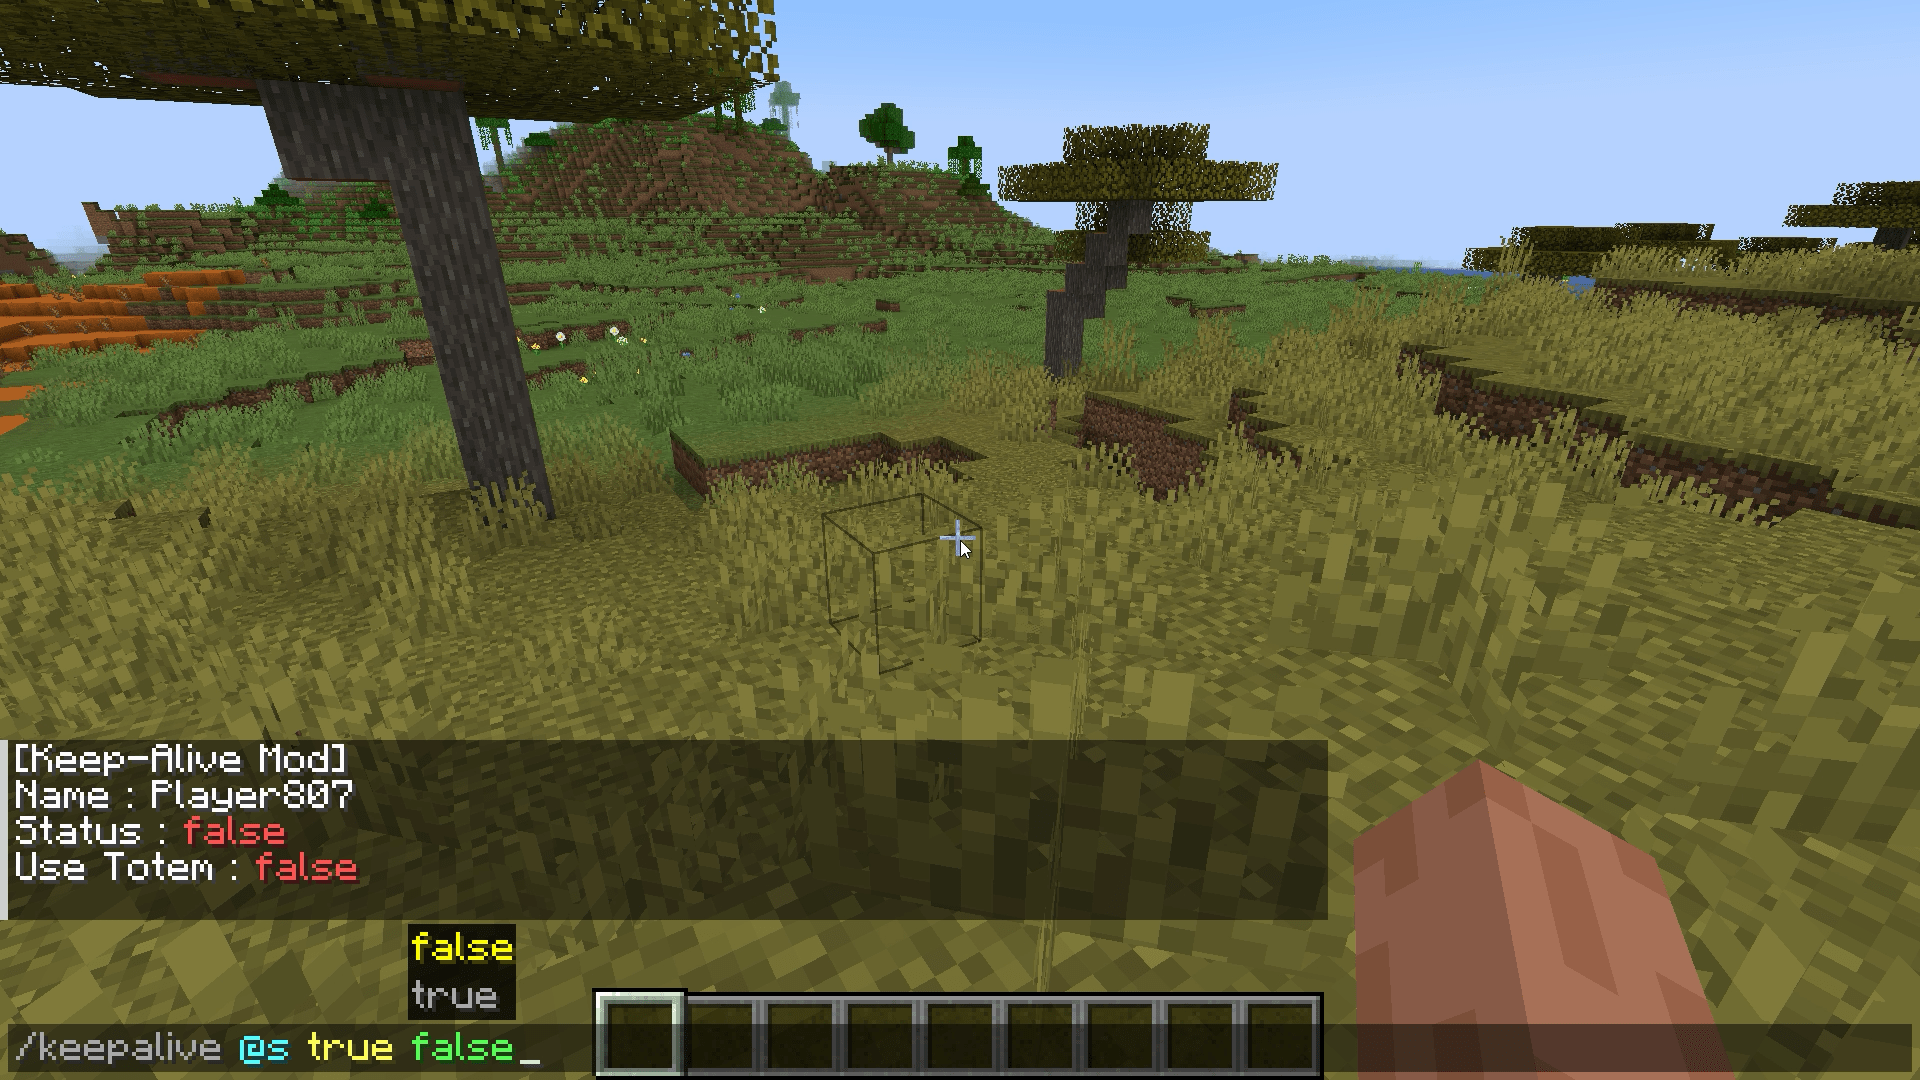 [Keep-Alive Mod]
Name : Player807
Status : false
Use Totem : false
false
true
/keepalive @s true false_